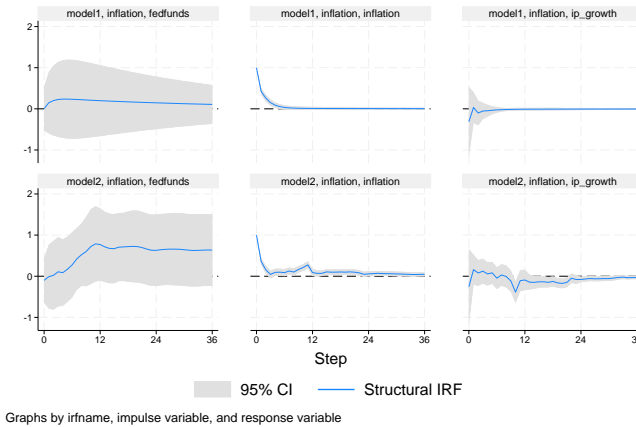 model1, inflation, fedfunds
model1, inflation, inflation
model1, inflation, ip_growth
2
1
0
-1
model2, inflation, fedfunds
model2, inflation, inflation
model2, inflation, ip_growth
2
1
0
-1
0 12 24 36
0 12 24 36
0 12 24
Step
95% CI
Structural IRF
Graphs by irfname, impulse variable, and response variable